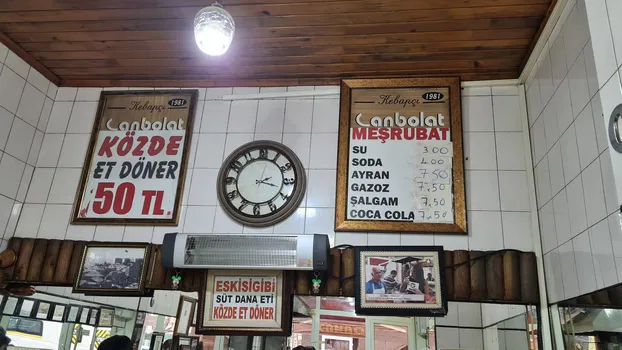 Kebapçı 1981
Canbolat
KÖZDE
ET DÖNER
50 TL.
Kebapçı 1981
Canbolat
MEŞRUBAT
SU 3.00
SODA 4.00
AYRAN 7.50
GAZOZ 7.50
ŞALGAM 7.50
COCA COLA 7.50
ESKİSİGİBİ
SÜT DANA ETİ
KÖZDE ET DÖNER